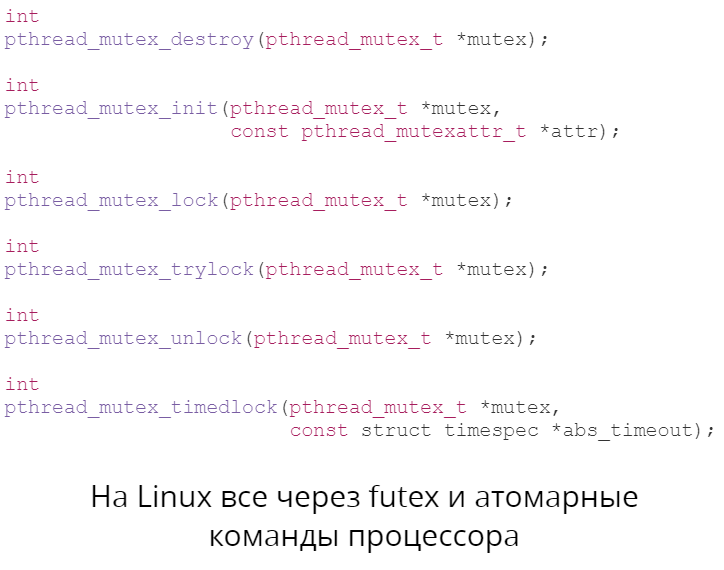 int
pthread_mutex_destroy(pthread_mutex_t *mutex);
int
pthread_mutex_init(pthread_mutex_t *mutex,
const pthread_mutexattr_t *attr);
int
pthread_mutex_lock(pthread_mutex_t *mutex);
int
pthread_mutex_trylock(pthread_mutex_t *mutex);
int
pthread_mutex_unlock(pthread_mutex_t *mutex);
int
pthread_mutex_timedlock(pthread_mutex_t *mutex,
const struct timespec *abs_timeout);
На Linux все через futex и атомарные
команды процессора